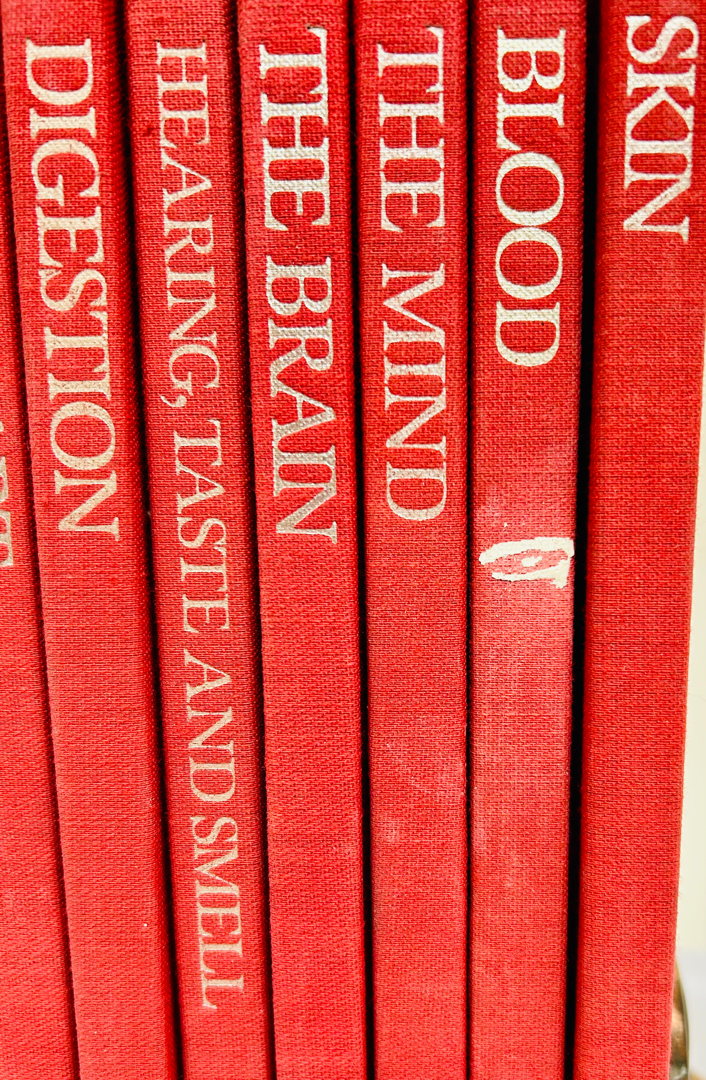 DIGESTION
HEARING, TASTE AND SMELL
THE BRAIN
THE MIND
BLOOD
SKIN